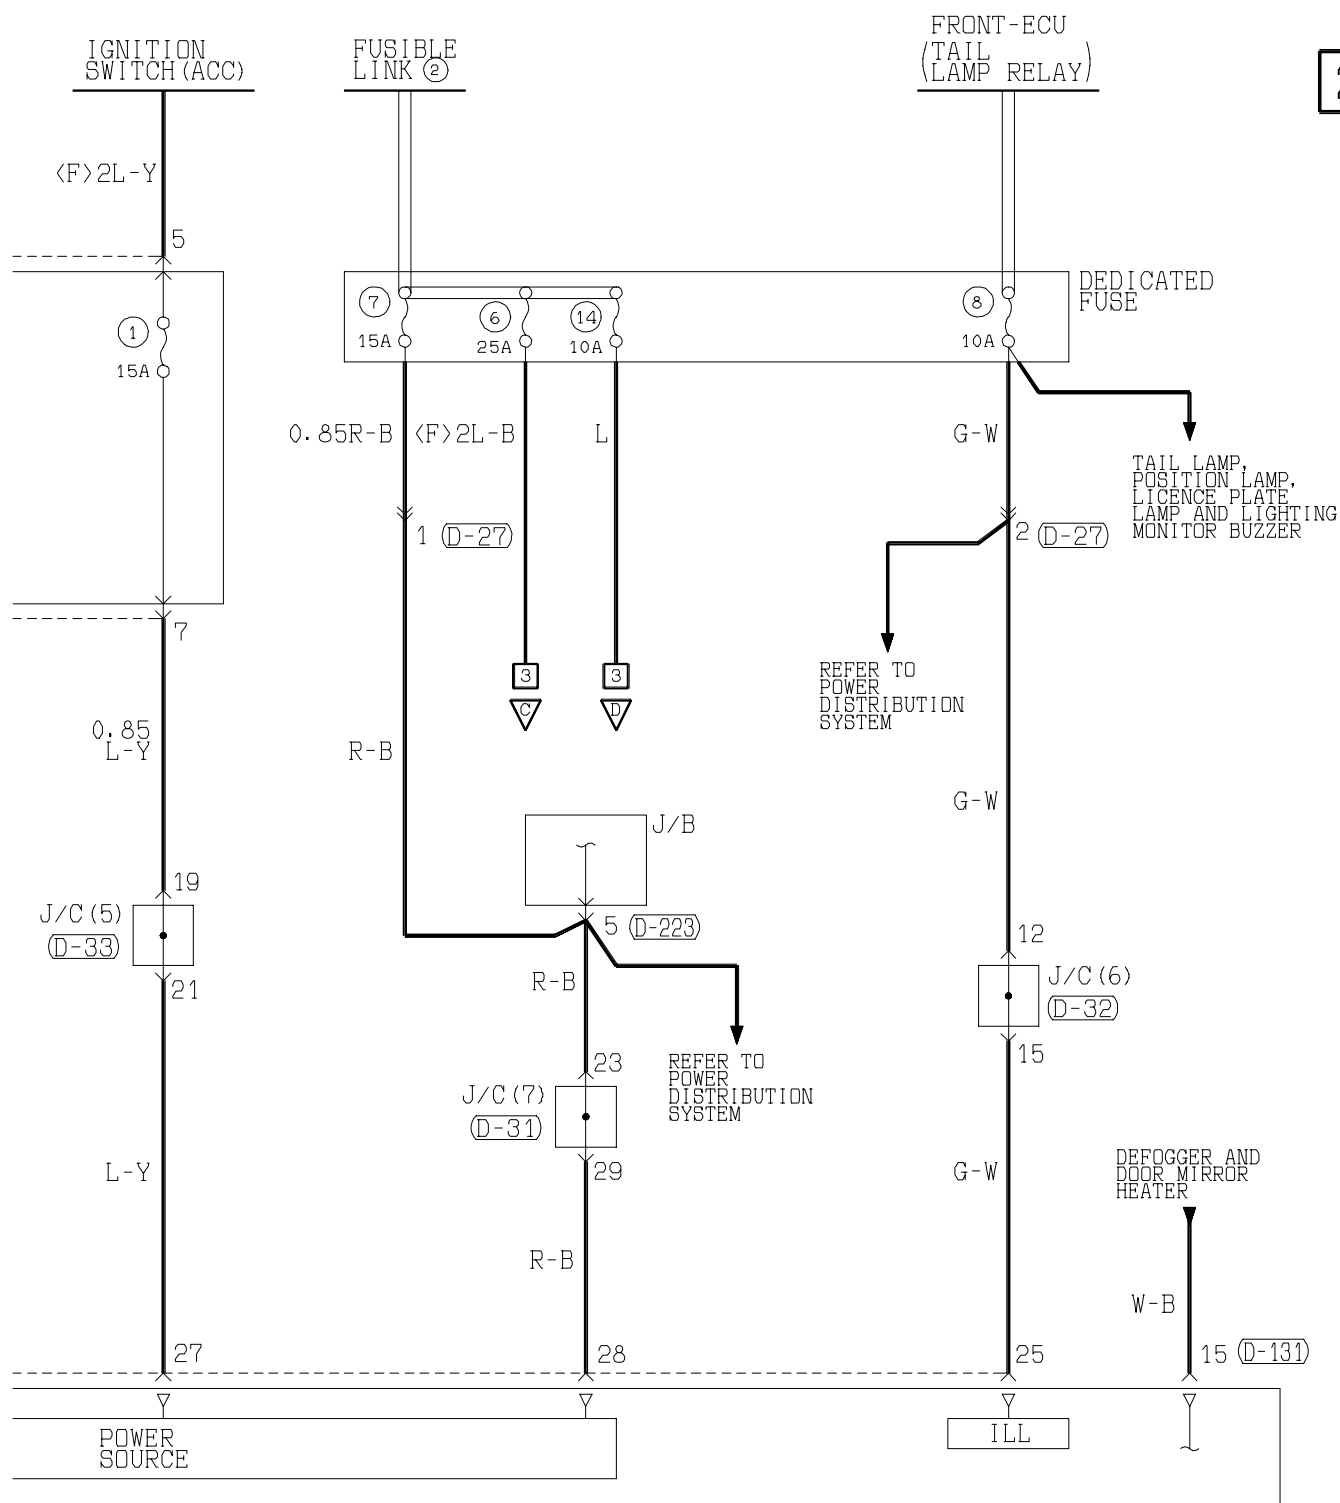 IGNITION
SWITCH(ACC)
FUSIBLE
LINK ②
FRONT-ECU
(TAIL
LAMP RELAY)
<F>2L-Y
5
DEDICATED
FUSE
7
15A
6
25A
14
10A
8
10A
1
15A
0.85R-B
<F>2L-B
L
G-W
TAIL LAMP,
POSITION LAMP,
LICENCE PLATE
LAMP AND LIGHTING
MONITOR BUZZER
1 (D-27)
2 (D-27)
7
3
3
C
D
REFER TO
POWER
DISTRIBUTION
SYSTEM
0.85
L-Y
R-B
G-W
J/B
19
J/C(5)
(D-33)
21
5 (D-223)
12
J/C(6)
(D-32)
15
R-B
23
J/C(7)
(D-31)
29
REFER TO
POWER
DISTRIBUTION
SYSTEM
L-Y
G-W
DEFOGGER AND
DOOR MIRROR
HEATER
R-B
W-B
27
28
25
15 (D-131)
POWER
SOURCE
ILL